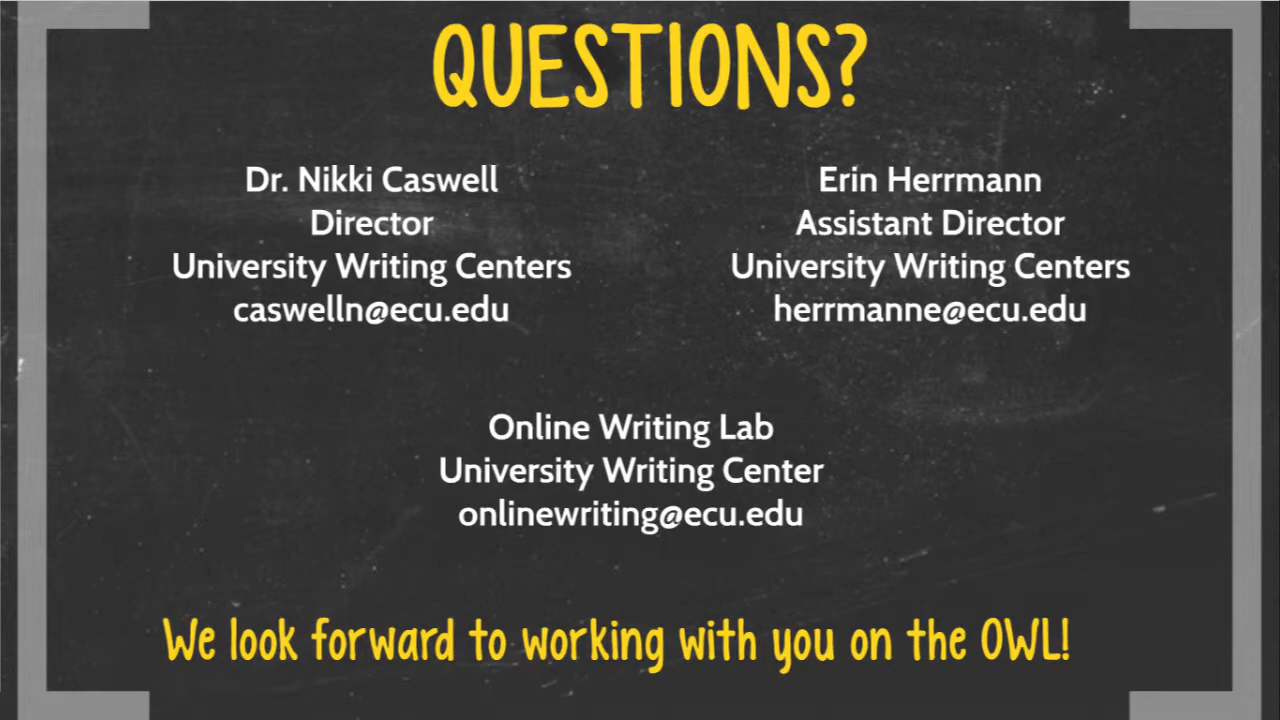 QUESTIONS?
Dr. Nikki Caswell
Director
University Writing Centers
caswelln@ecu.edu
Erin Herrmann
Assistant Director
University Writing Centers
herrmanne@ecu.edu
Online Writing Lab
University Writing Center
onlinewriting@ecu.edu
We look forward to working with you on the OWL!